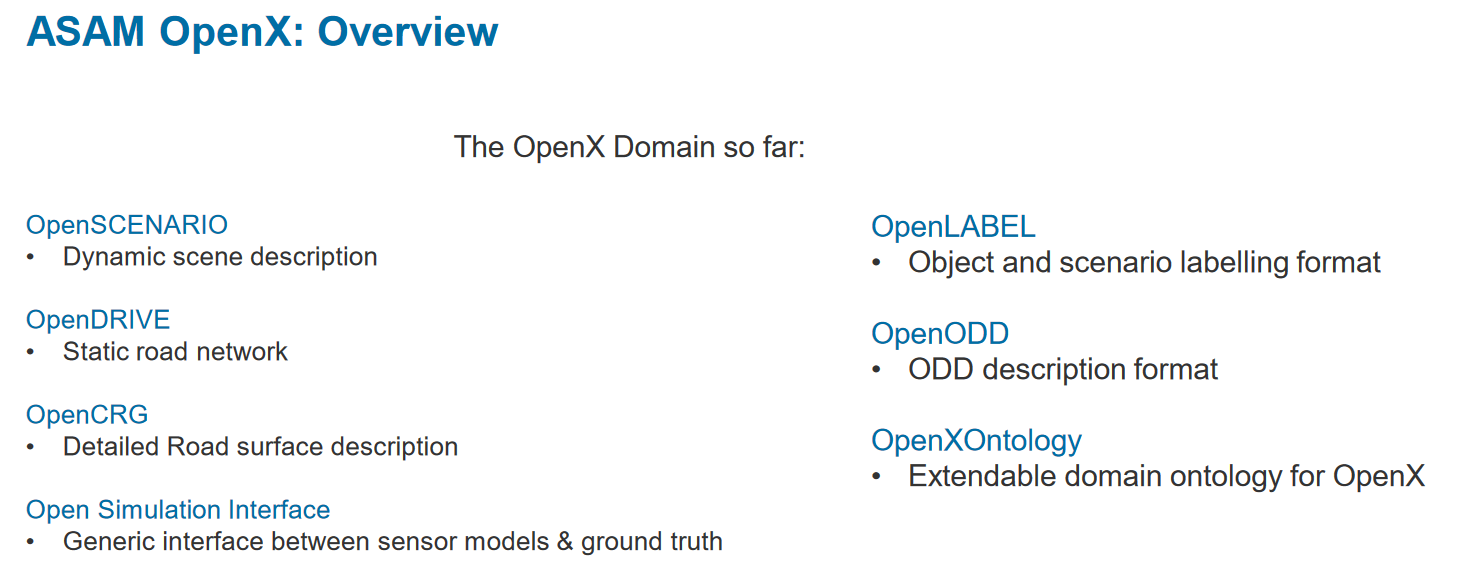 ASAM OpenX: Overview
The OpenX Domain so far:
OpenSCENARIO
• Dynamic scene description
OpenDRIVE
• Static road network
OpenCRG
• Detailed Road surface description
Open Simulation Interface
• Generic interface between sensor models & ground truth
OpenLABEL
• Object and scenario labelling format
OpenODD
• ODD description format
OpenXOntology
• Extendable domain ontology for OpenX